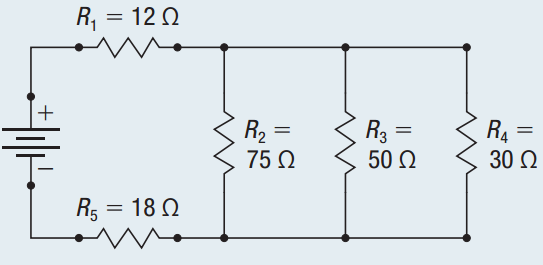 R₁ = 12 Ω
+
R₂ =
75 Ω
R₃ =
50 Ω
R₄ =
30 Ω
−
R₅ = 18 Ω